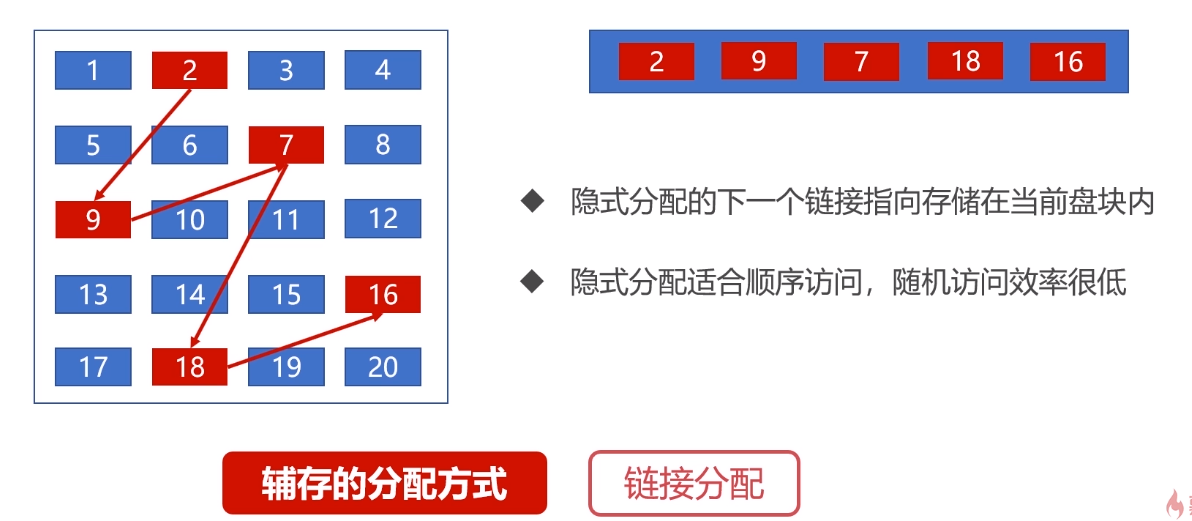 1 2 3 4
5 6 7 8
9 10 11 12
13 14 15 16
17 18 19 20
2 9 7 18 16
隐式分配的下一个链接指向存储在当前盘块内
隐式分配适合顺序访问，随机访问效率很低
辅存的分配方式
链接分配